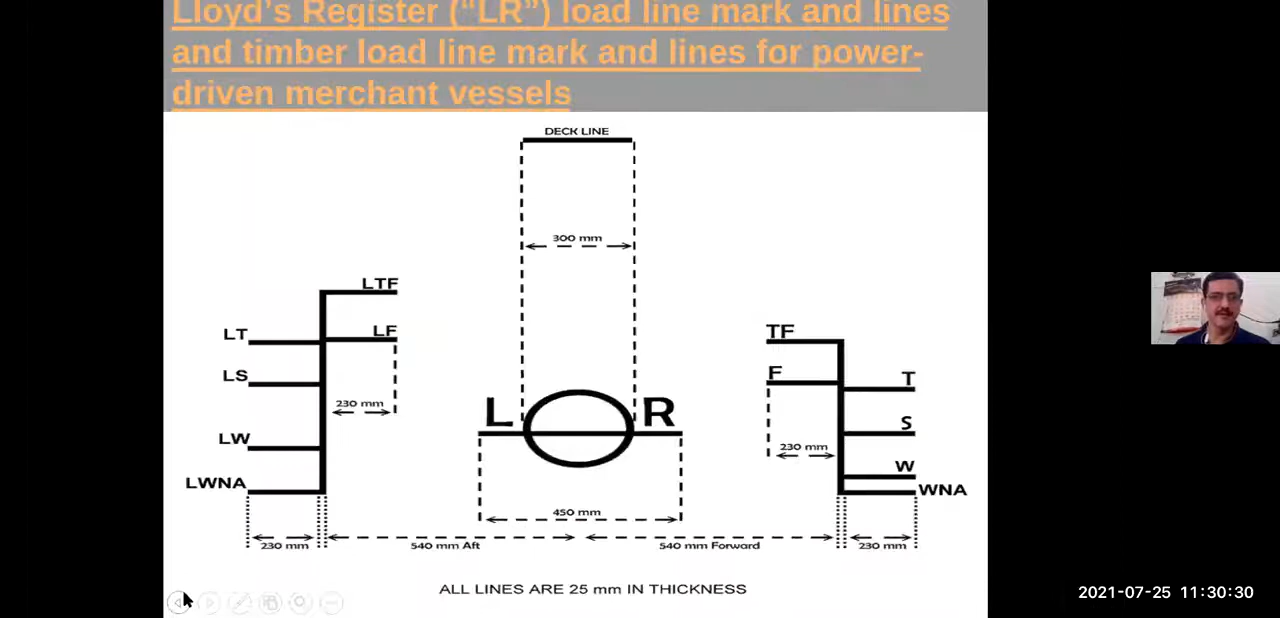 Lloyd's Register ("LR") load line mark and lines
and timber load line mark and lines for power-
driven merchant vessels
DECK LINE
300 mm
LTF
LT
LF
LS
230 mm
LW
LWNA
L
R
TF
F
T
S
230 mm
W
WNA
450 mm
230 mm
540 mm Aft
540 mm Forward
230 mm
ALL LINES ARE 25 mm IN THICKNESS
2021-07-25 11:30:30